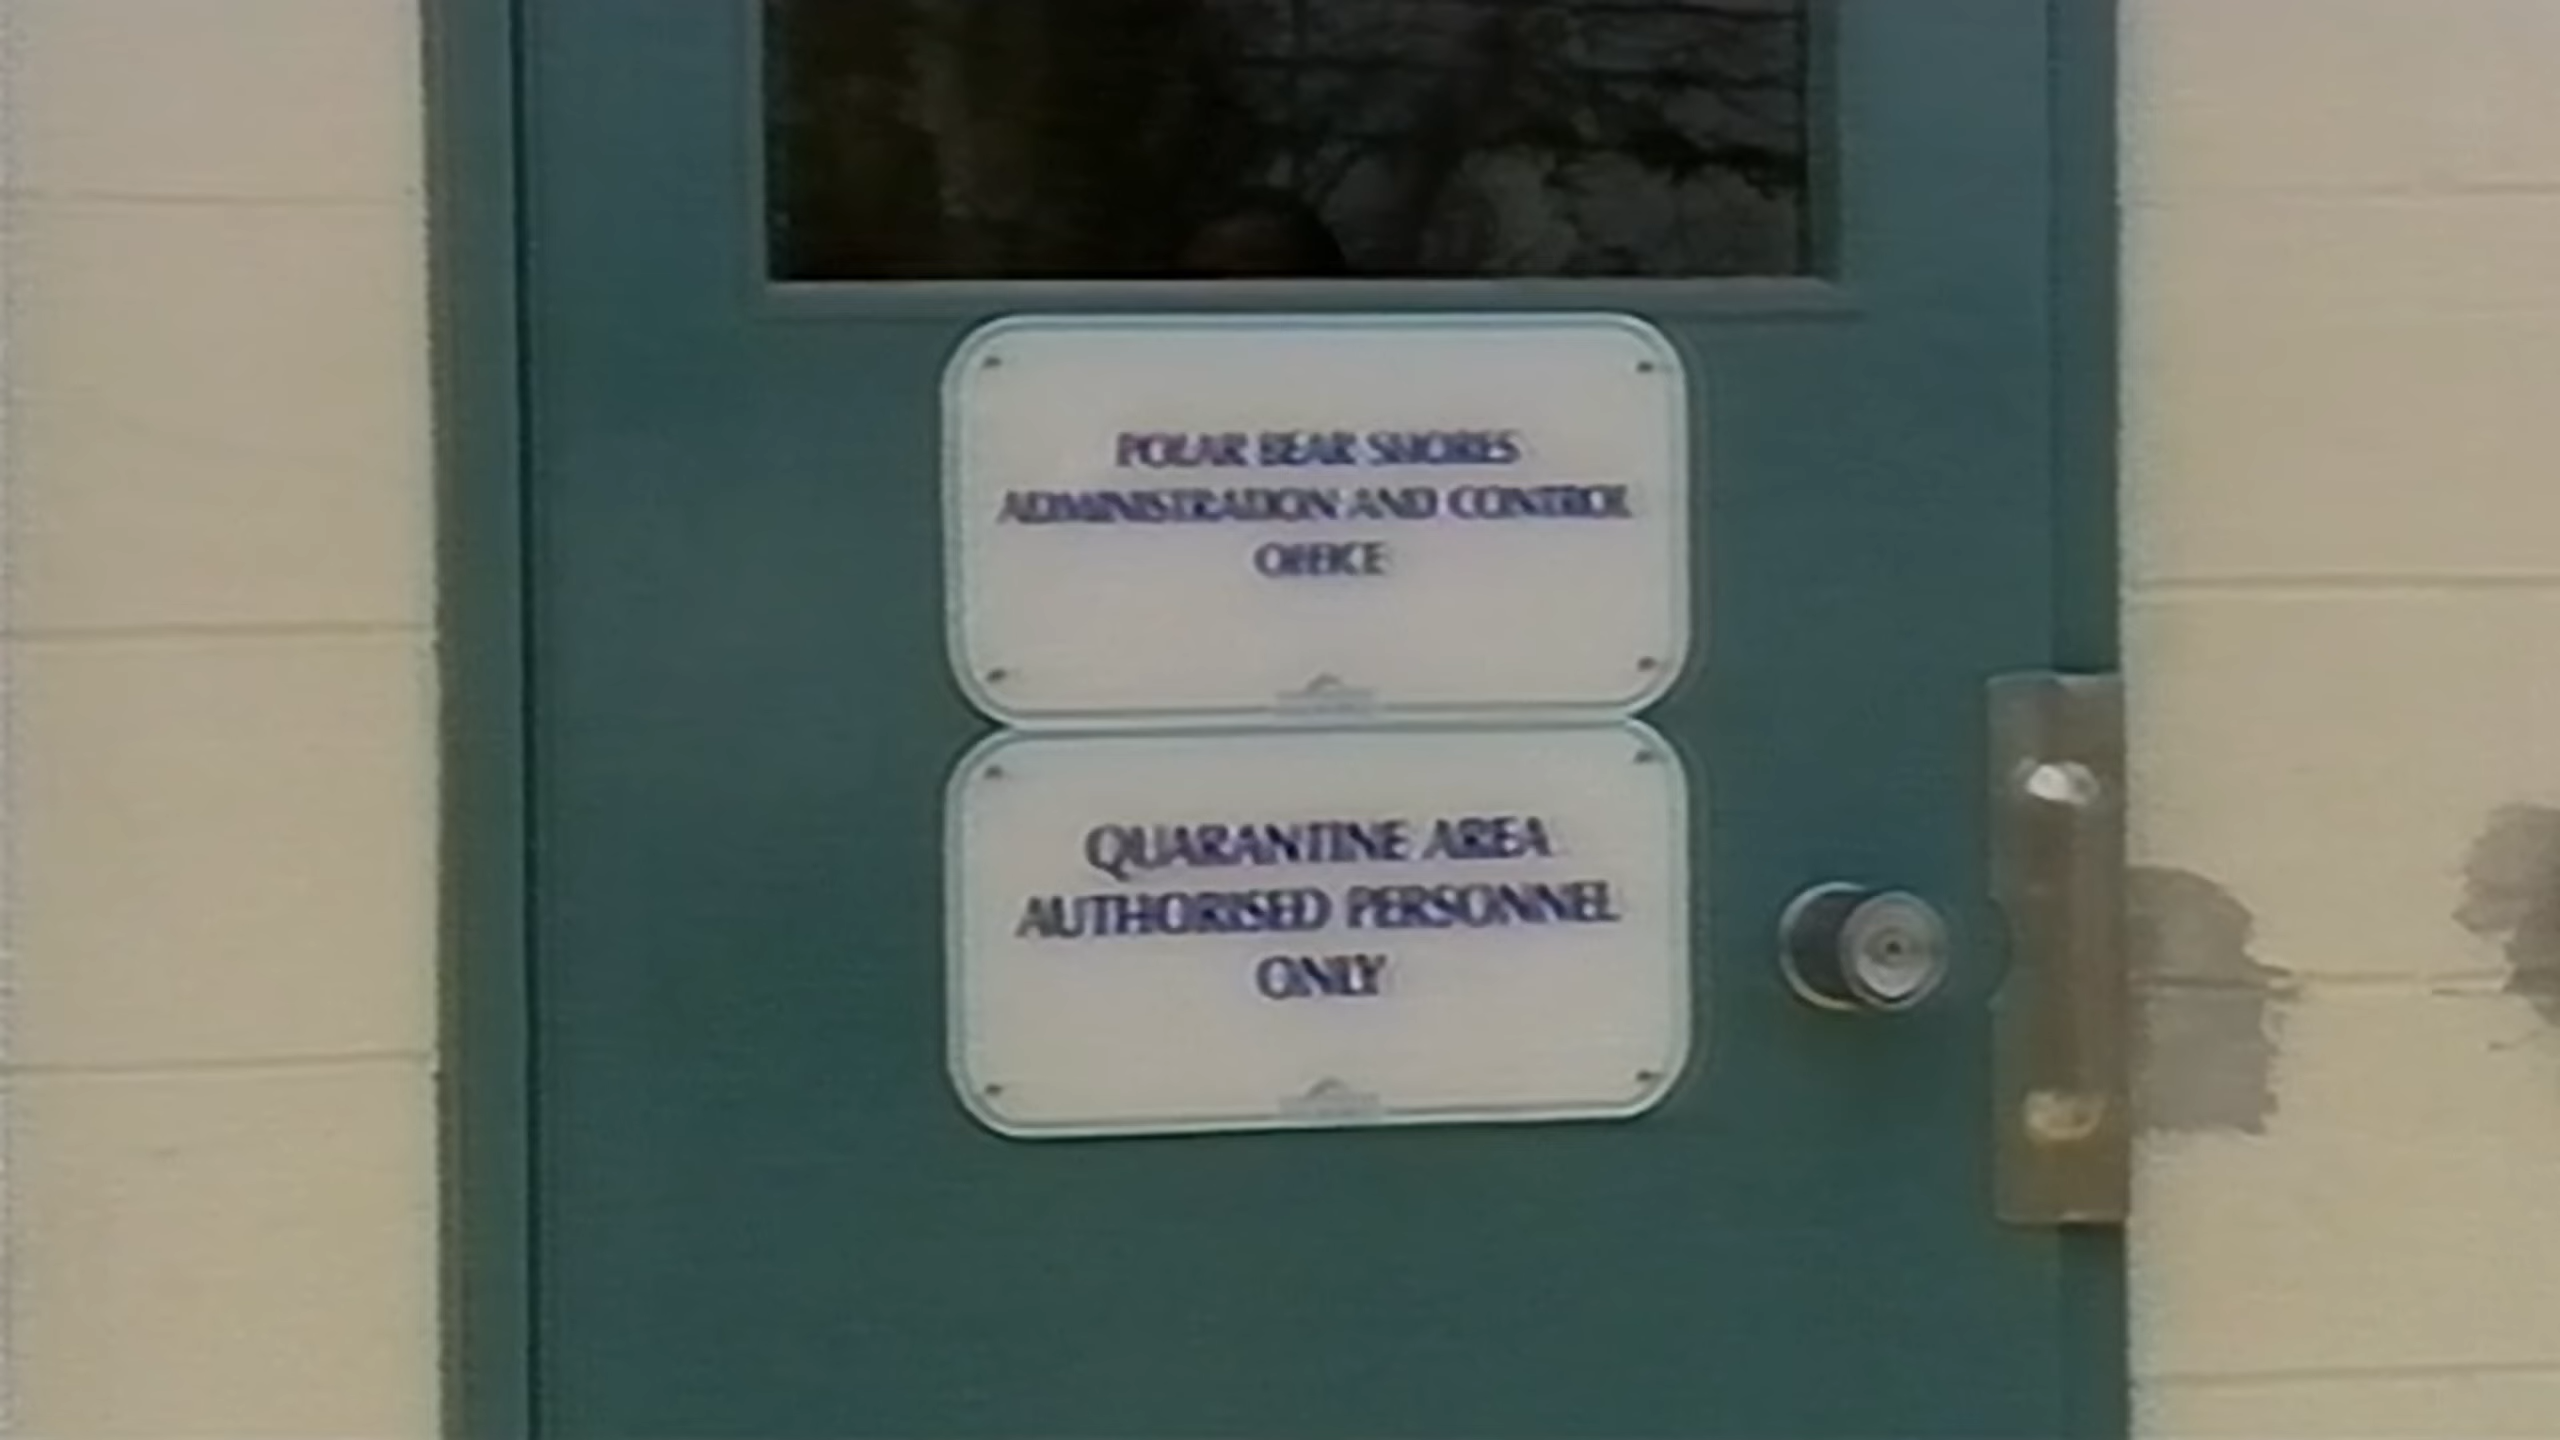 POLAR BEAR SHORES
ADMINISTRATION AND CONTROL
OFFICE
QUARANTINE AREA
AUTHORISED PERSONNEL
ONLY